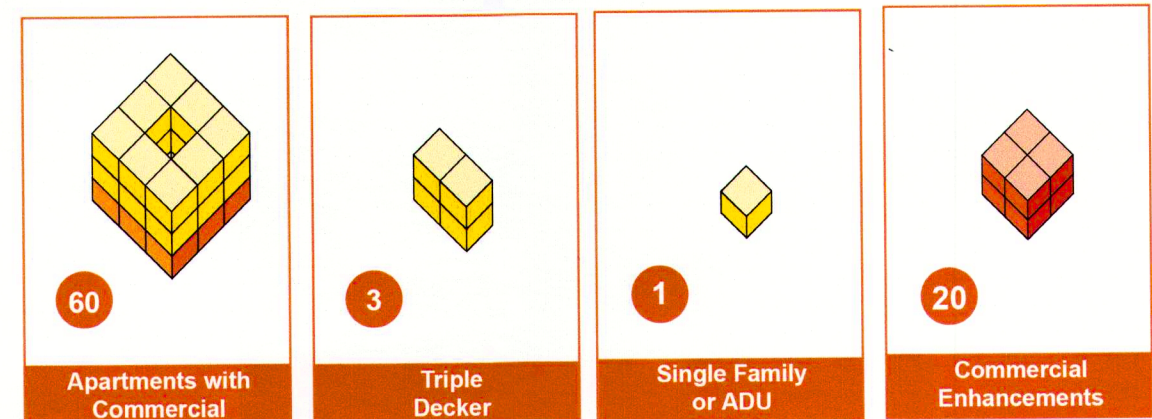 60
Apartments with
Commercial
3
Triple
Decker
1
Single Family
or ADU
20
Commercial
Enhancements